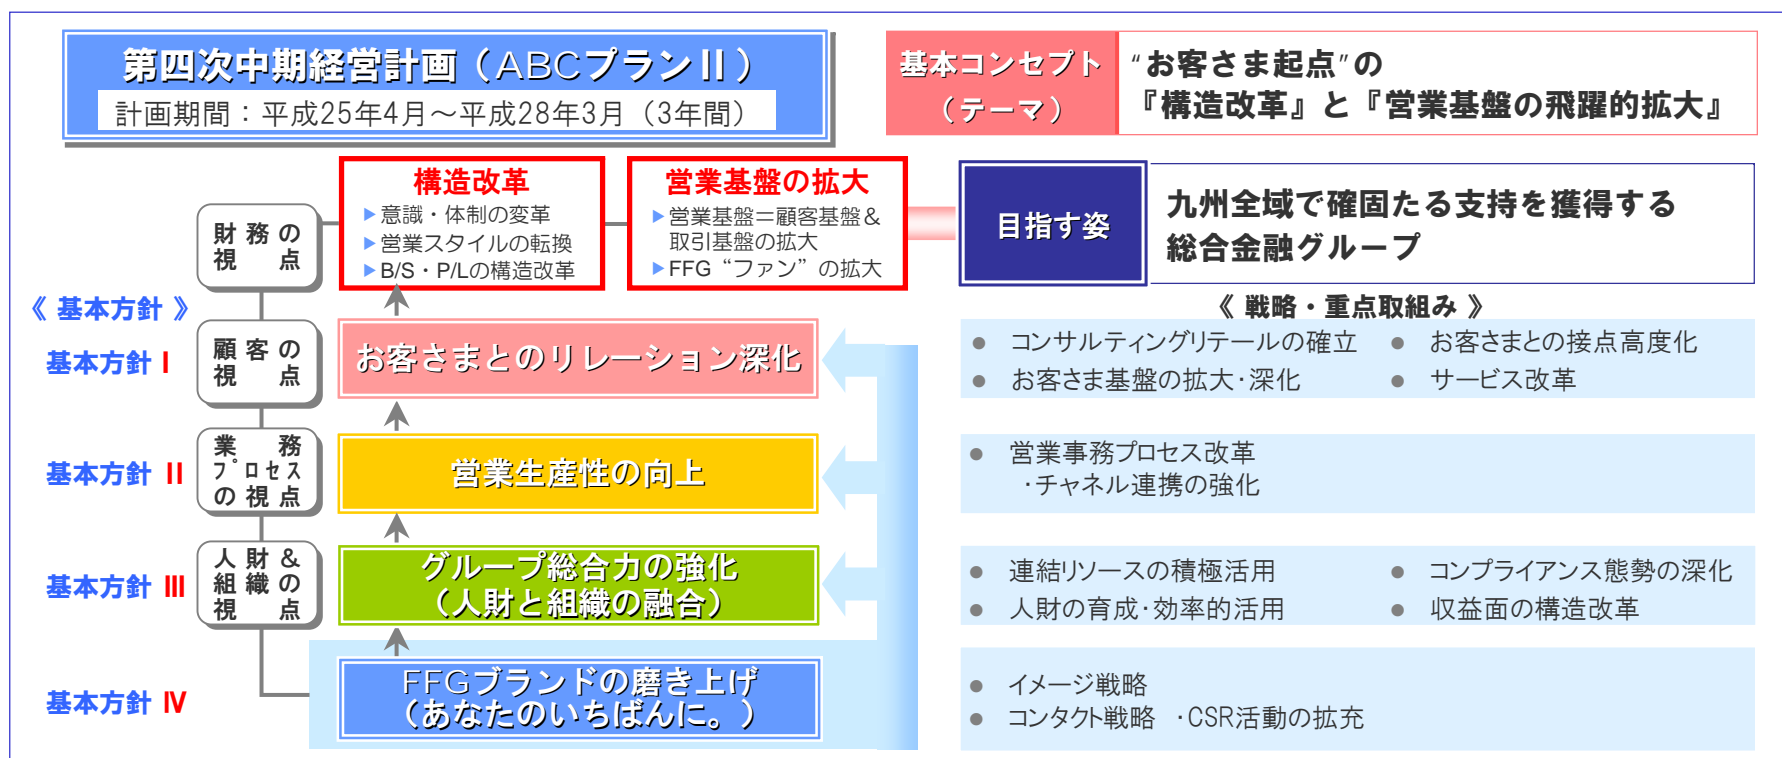 第四次中期経営計画（ABCプランⅡ）
計画期間：平成25年4月～平成28年3月（3年間）
基本コンセプト
（テーマ）
“お客さま起点”の
『構造改革』と『営業基盤の飛躍的拡大』
構造改革
意識・体制の変革
営業スタイルの転換
B/S・P/Lの構造改革
営業基盤の拡大
営業基盤＝顧客基盤＆
取引基盤の拡大
FFG“ファン”の拡大
目指す姿
九州全域で確固たる支持を獲得する
総合金融グループ
財務の
視点
《 基本方針 》
《 戦略・重点取組み 》
基本方針 Ⅰ
顧客の
視点
お客さまとのリレーション深化
● コンサルティングリテールの確立 ● お客さまとの接点高度化
● お客さま基盤の拡大・深化 ● サービス改革
基本方針 Ⅱ
業務
プロセス
の視点
営業生産性の向上
● 営業事務プロセス改革
・チャネル連携の強化
基本方針 Ⅲ
人財＆
組織の
視点
グループ総合力の強化
（人財と組織の融合）
● 連結リソースの積極活用 ● コンプライアンス態勢の深化
● 人財の育成・効率的活用 ● 収益面の構造改革
基本方針 Ⅳ
FFGブランドの磨き上げ
（あなたのいちばんに。）
● イメージ戦略
● コンタクト戦略 ・CSR活動の拡充